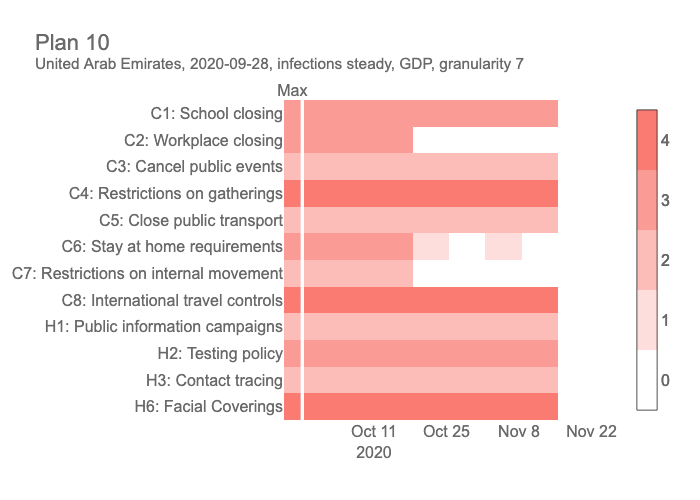 Plan 10
United Arab Emirates, 2020-09-28, infections steady, GDP, granularity 7
Max
C1: School closing
C2: Workplace closing
C3: Cancel public events
C4: Restrictions on gatherings
C5: Close public transport
C6: Stay at home requirements
C7: Restrictions on internal movement
C8: International travel controls
H1: Public information campaigns
H2: Testing policy
H3: Contact tracing
H6: Facial Coverings
4
3
2
1
0
Oct 11 Oct 25 Nov 8 Nov 22
2020